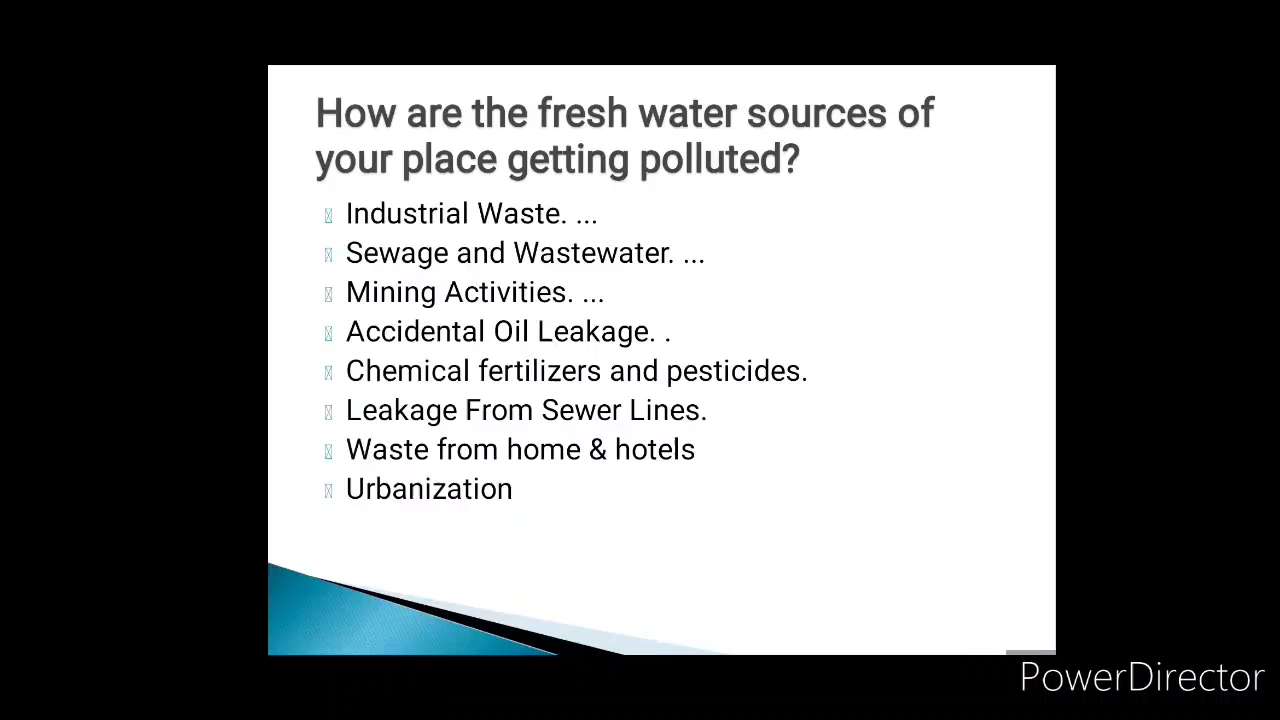 How are the fresh water sources of
your place getting polluted?
Industrial Waste. ...
Sewage and Wastewater. ...
Mining Activities. ...
Accidental Oil Leakage. .
Chemical fertilizers and pesticides.
Leakage From Sewer Lines.
Waste from home & hotels
Urbanization
PowerDirector